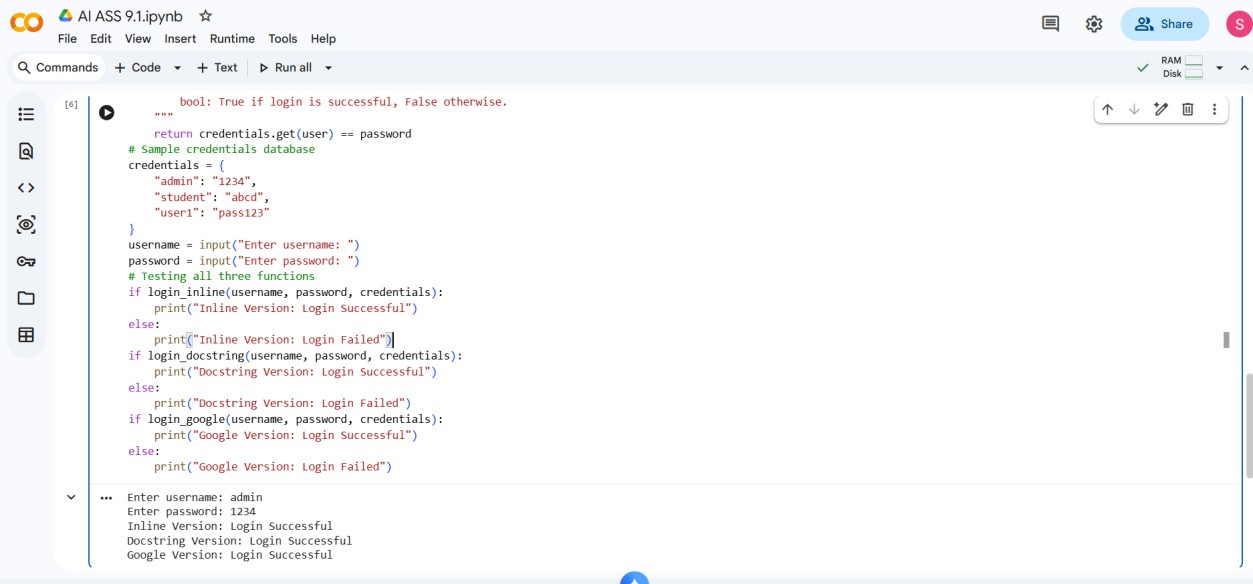 AI ASS 9.1.ipynb
File Edit View Insert Runtime Tools Help
Share
S
Commands + Code + Text Run all
RAM
Disk
[6]
        bool: True if login is successful, False otherwise.
    """
    return credentials.get(user) == password
# Sample credentials database
credentials = {
    "admin": "1234",
    "student": "abcd",
    "user1": "pass123"
}
username = input("Enter username: ")
password = input("Enter password: ")
# Testing all three functions
if login_inline(username, password, credentials):
    print("Inline Version: Login Successful")
else:
    print("Inline Version: Login Failed")
if login_docstring(username, password, credentials):
    print("Docstring Version: Login Successful")
else:
    print("Docstring Version: Login Failed")
if login_google(username, password, credentials):
    print("Google Version: Login Successful")
else:
    print("Google Version: Login Failed")
Enter username: admin
Enter password: 1234
Inline Version: Login Successful
Docstring Version: Login Successful
Google Version: Login Successful